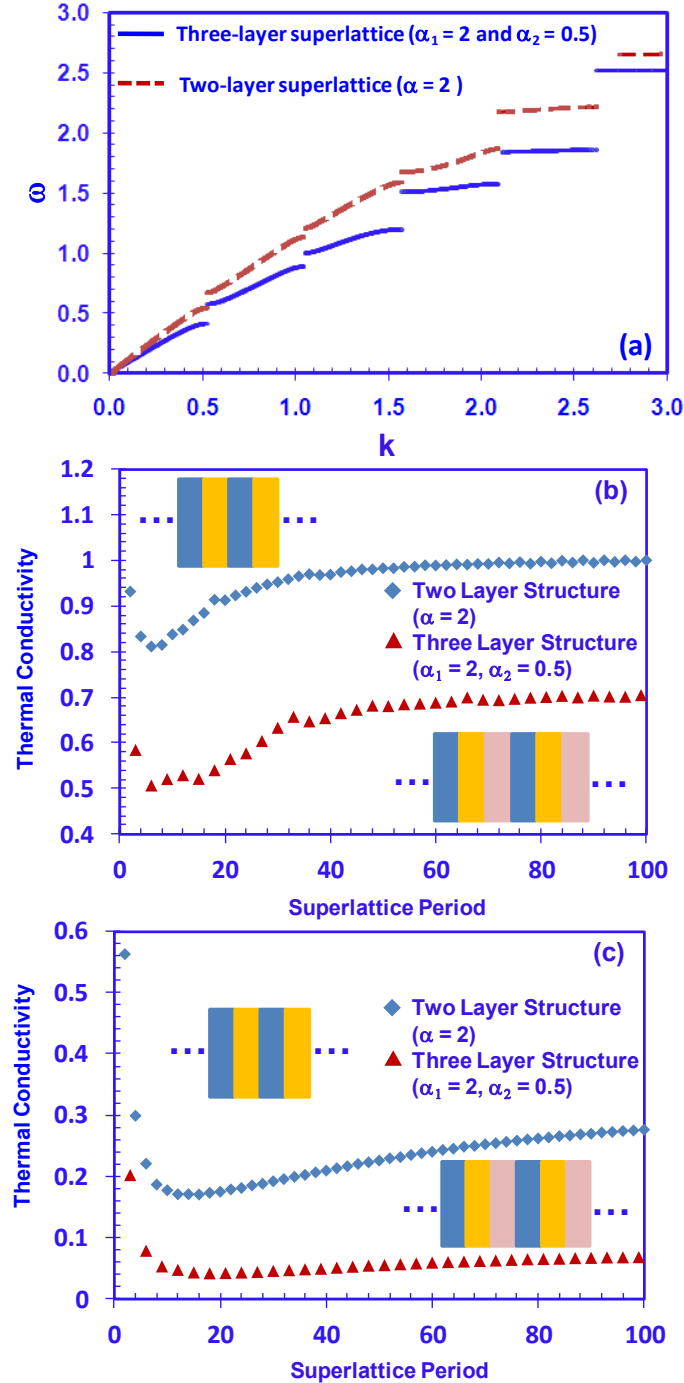 3.0
2.5
2.0
1.5
1.0
0.5
0.0
ω
Three-layer superlattice (α₁ = 2 and α₂ = 0.5)
Two-layer superlattice (α = 2 )
(a)
0.0 0.5 1.0 1.5 2.0 2.5 3.0
k
1.2
1.1
1
0.9
0.8
0.7
0.6
0.5
0.4
Thermal Conductivity
(b)
Two Layer Structure
(α = 2)
Three Layer Structure
(α₁ = 2, α₂ = 0.5)
0 20 40 60 80 100
Superlattice Period
0.6
0.5
0.4
0.3
0.2
0.1
0
Thermal Conductivity
(c)
Two Layer Structure
(α = 2)
Three Layer Structure
(α₁ = 2, α₂ = 0.5)
0 20 40 60 80 100
Superlattice Period